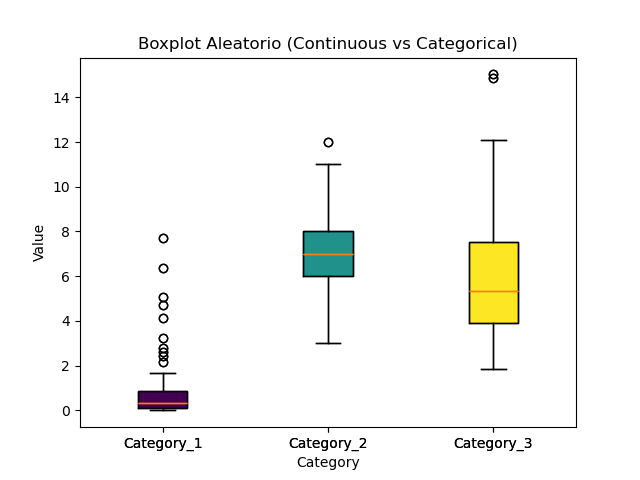 Boxplot Aleatorio (Continuous vs Categorical)
14
12
10
8
6
4
2
0
Value
Category_1
Category_2
Category_3
Category